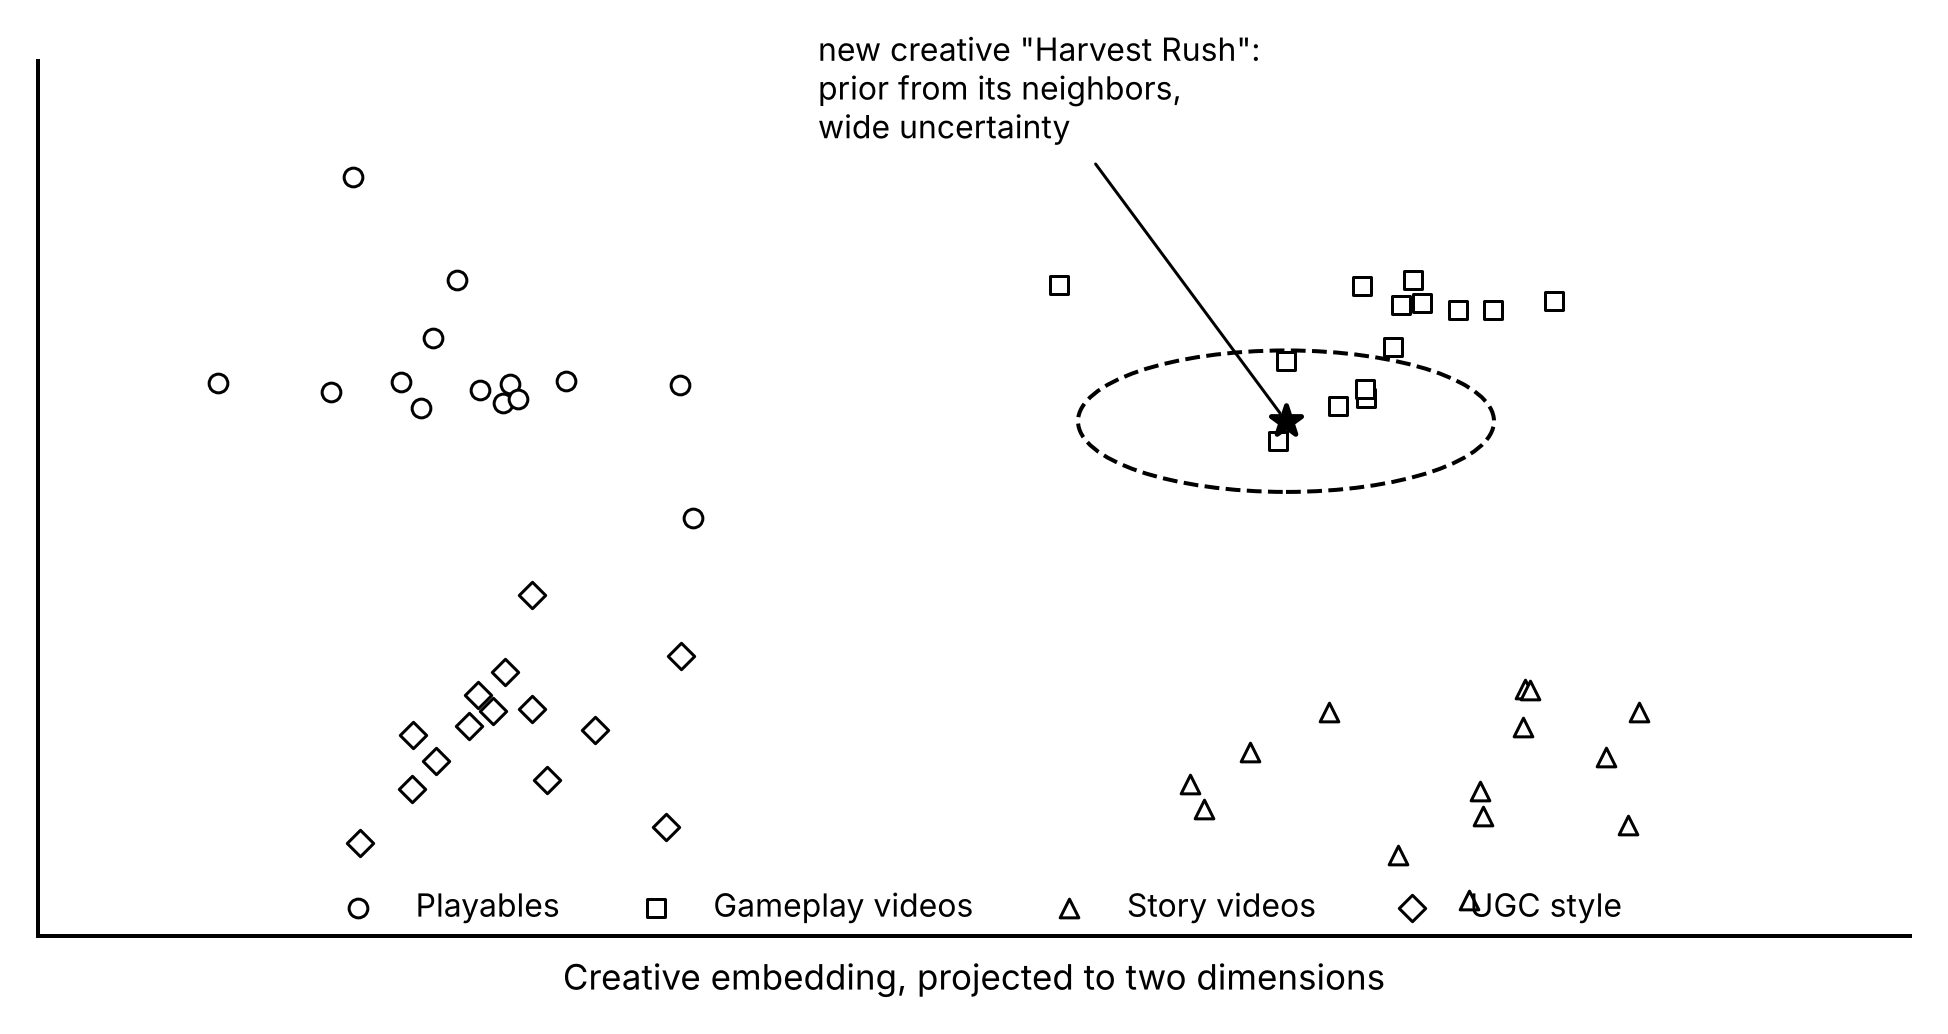 new creative "Harvest Rush":
prior from its neighbors,
wide uncertainty
Playables Gameplay videos Story videos UGC style
Creative embedding, projected to two dimensions